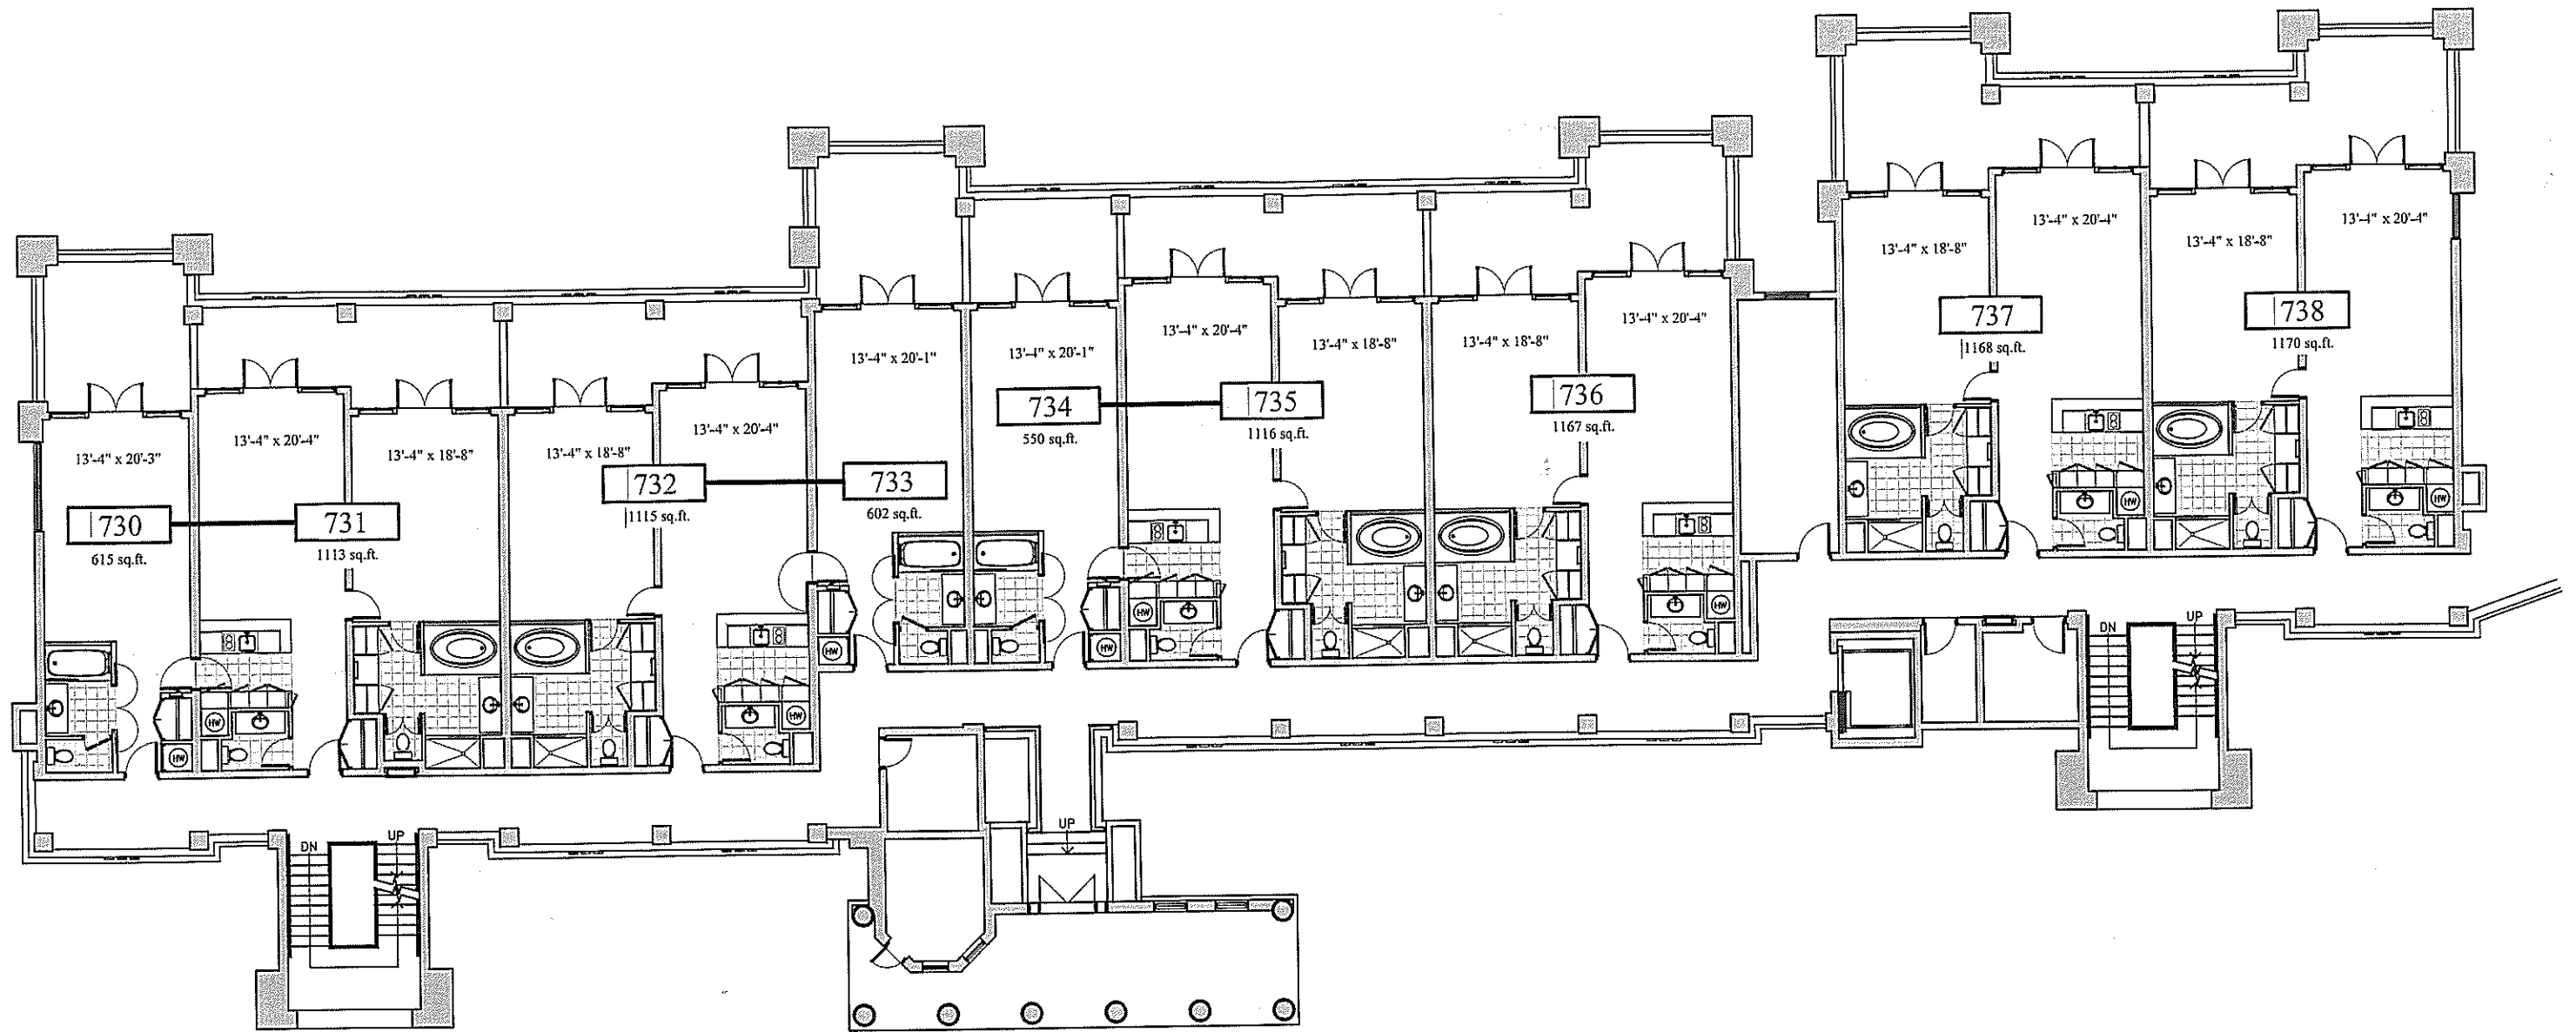 13'-4" x 20'-3"
730
615 sq.ft.
HW
13'-4" x 20'-4"
731
1113 sq.ft.
HW
13'-4" x 18'-8"
13'-4" x 18'-8"
732
1115 sq.ft.
13'-4" x 20'-4"
HW
13'-4" x 20'-1"
733
602 sq.ft.
HW
13'-4" x 20'-1"
734
550 sq.ft.
HW
13'-4" x 20'-4"
735
1116 sq.ft.
HW
13'-4" x 18'-8"
13'-4" x 18'-8"
736
1167 sq.ft.
13'-4" x 20'-4"
HW
13'-4" x 18'-8"
737
1168 sq.ft.
13'-4" x 20'-4"
HW
13'-4" x 18'-8"
738
1170 sq.ft.
13'-4" x 20'-4"
HW
DN
UP
UP
DN
UP